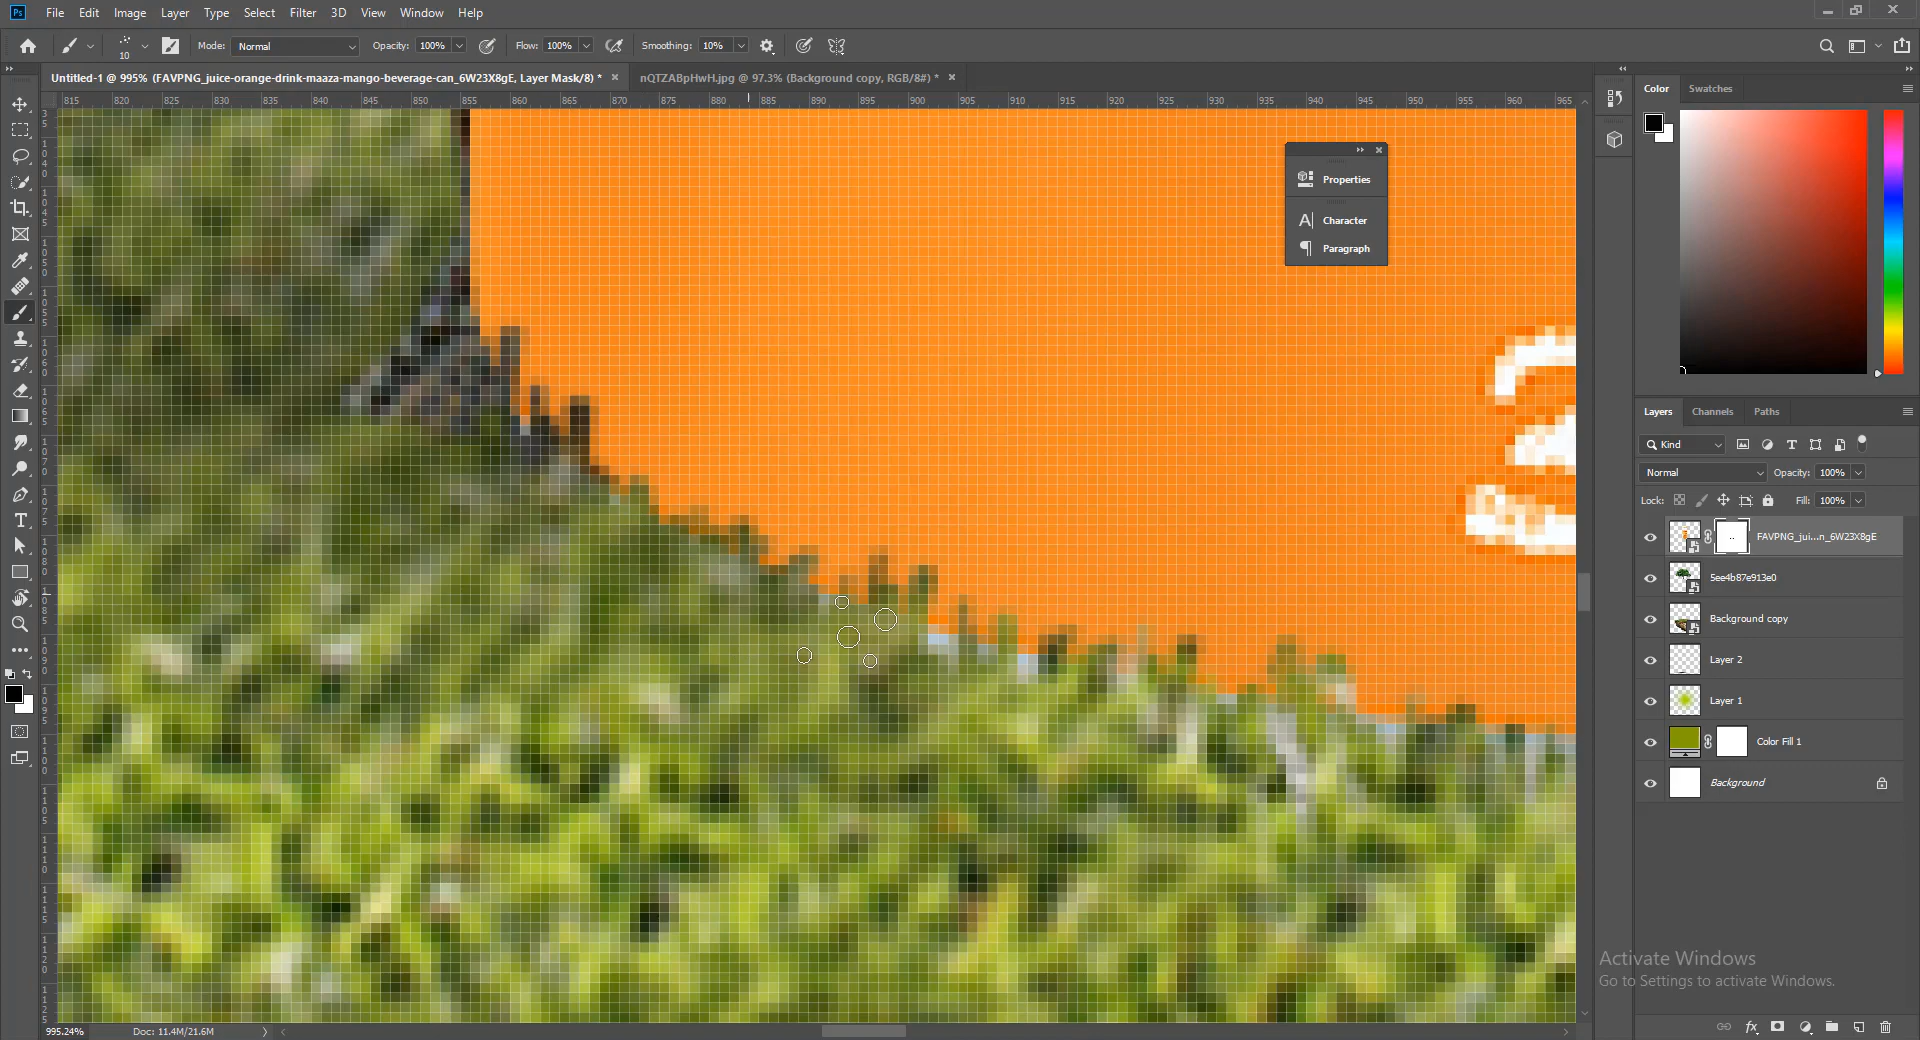 Ps File Edit Image Layer Type Select Filter 3D View Window Help
10 Mode: Normal Opacity: 100% Flow: 100% Smoothing: 10%
Untitled-1 @ 995% (FAVPNG_juice-orange-drink-maaza-mango-beverage-can_6W23X8gE, Layer Mask/8) * × nQTZABpHwH.jpg @ 97.3% (Background copy, RGB/8#) * ×
815 820 825 830 835 840 845 850 855 860 865 870 875 880 885 890 895 900 905 910 915 920 925 930 935 940 945 950 955 960 965
Properties
A| Character
Paragraph
Color Swatches
Layers Channels Paths
Kind
Normal Opacity: 100%
Lock: Fill: 100%
FAVPNG_jui...n_6W23X8gE
5ee4b87e913e0
Background copy
Layer 2
Layer 1
Color Fill 1
Background
Activate Windows
Go to Settings to activate Windows.
995.24% Doc: 11.4M/21.6M
fx